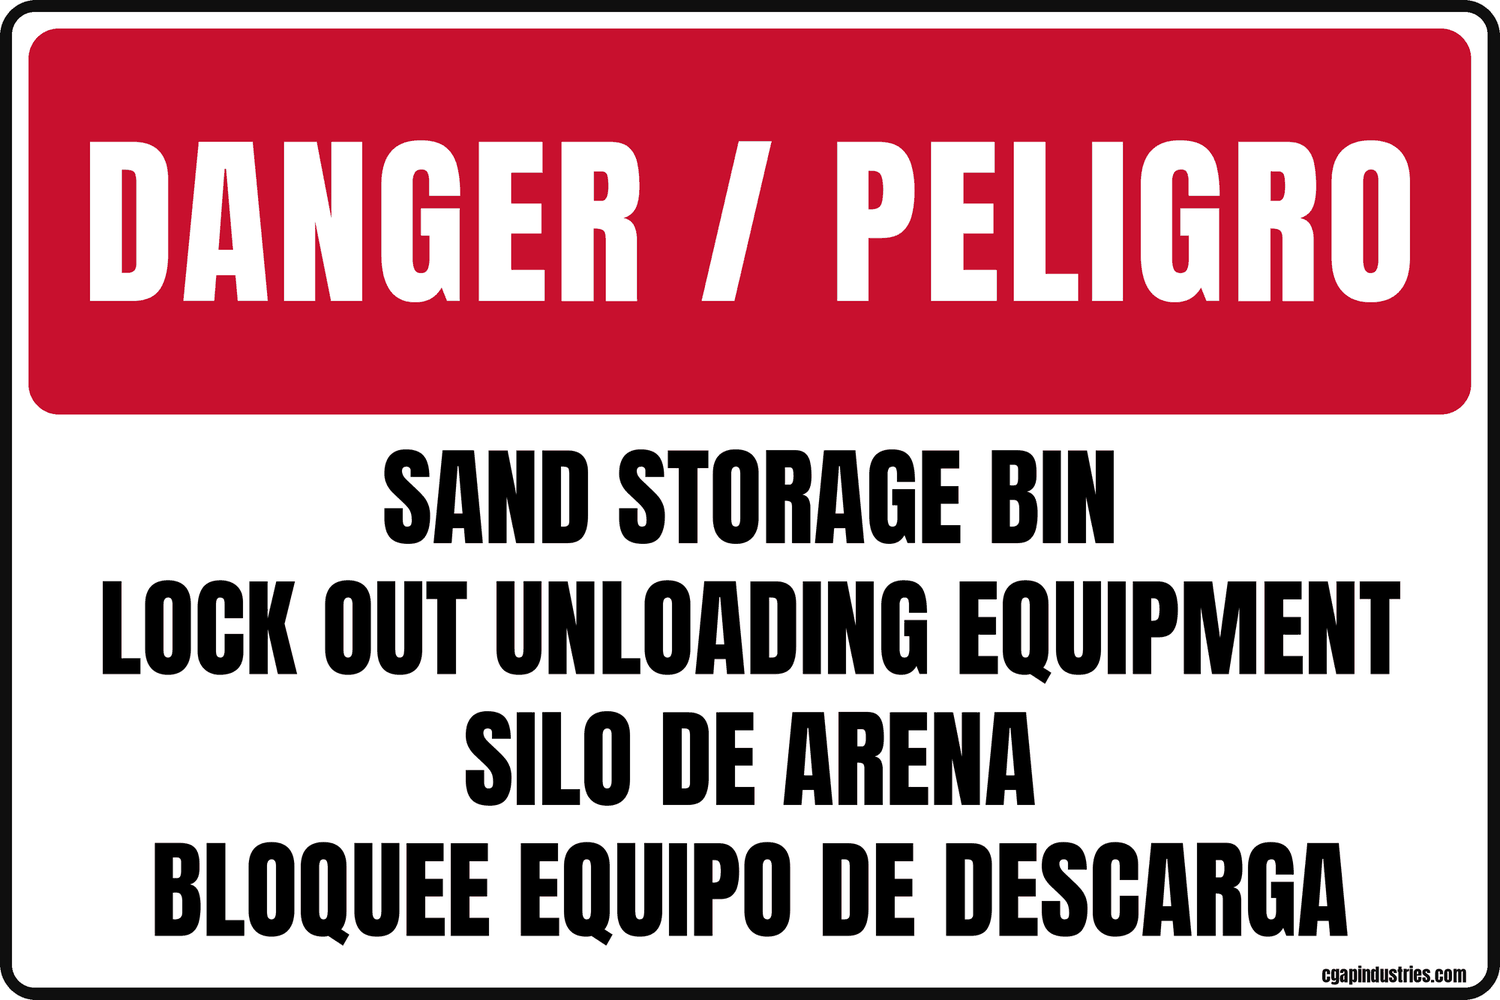 DANGER / PELIGRO
SAND STORAGE BIN
LOCK OUT UNLOADING EQUIPMENT
SILO DE ARENA
BLOQUEE EQUIPO DE DESCARGA
cgapindustries.com